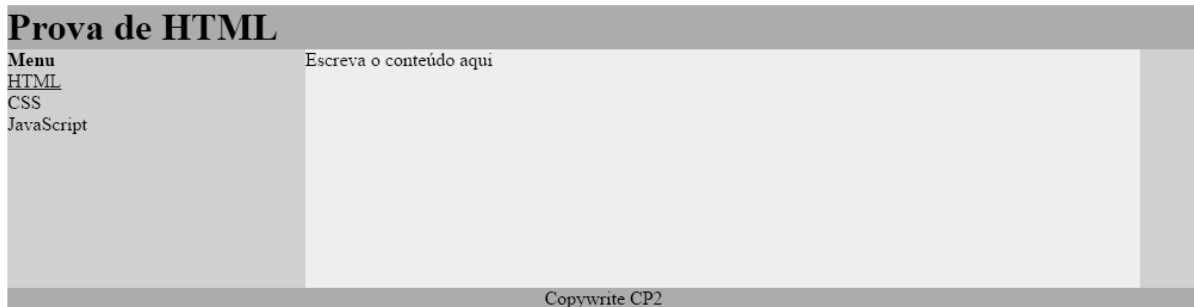 Prova de HTML
Menu
HTML
CSS
JavaScript
Escreva o conteúdo aqui
Copywrite CP2